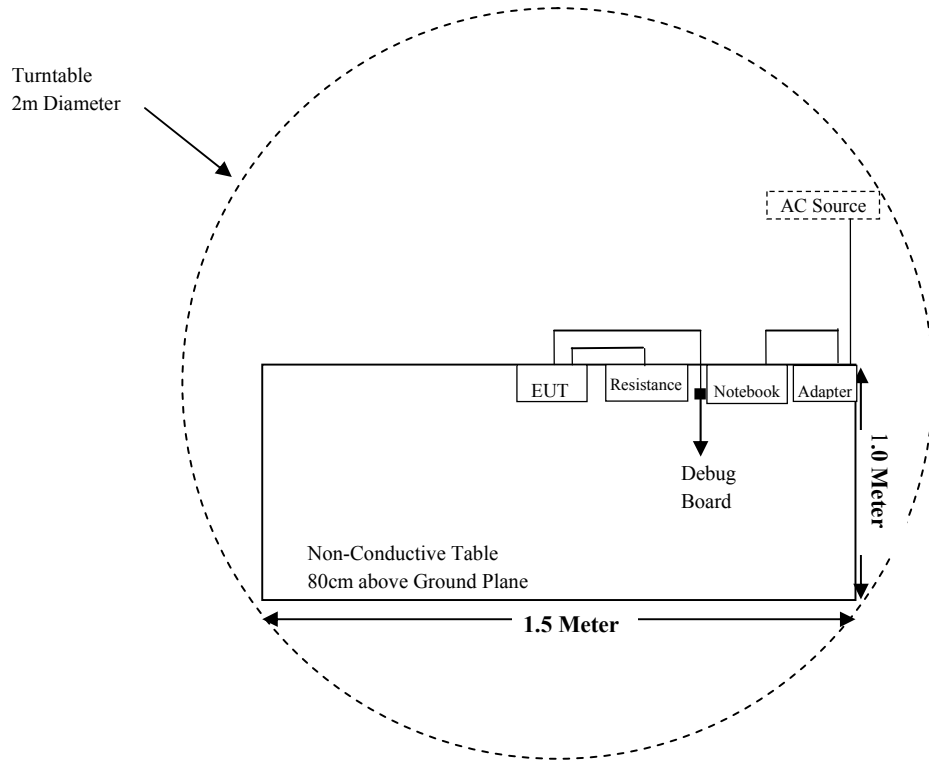 Turntable
2m Diameter
AC Source
EUT
Resistance
Notebook
Adapter
Debug
Board
1.0 Meter
Non-Conductive Table
80cm above Ground Plane
1.5 Meter